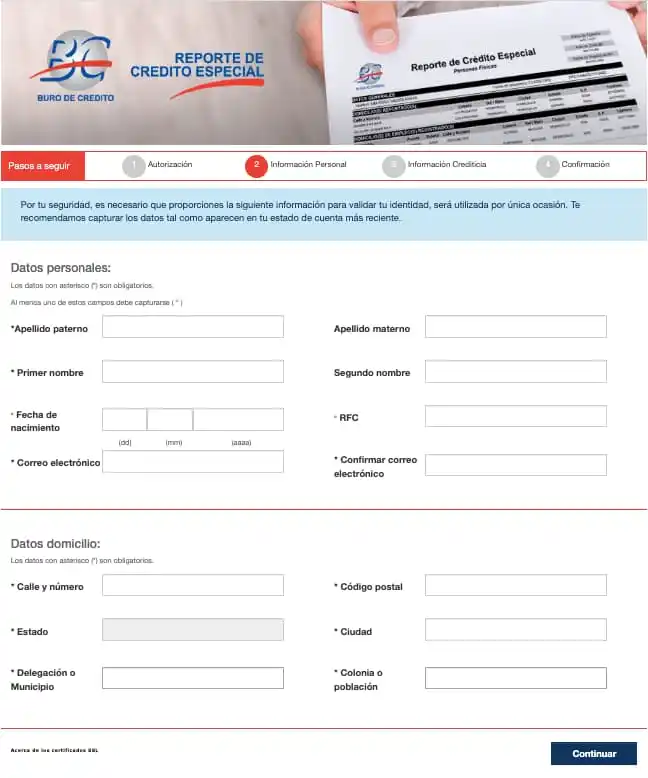 BURO DE CREDITO
REPORTE DE
CREDITO ESPECIAL
Reporte de Crédito Especial
Personas Físicas
BURO DE CREDITO
Pasos a seguir
1 Autorización
2 Información Personal
3 Información Crediticia
4 Confirmación
Por tu seguridad, es necesario que proporciones la siguiente información para validar tu identidad, será utilizada por única ocasión. Te
recomendamos capturar los datos tal como aparecen en tu estado de cuenta más reciente.
Datos personales:
Los datos con asterisco (*) son obligatorios.
Al menos uno de estos campos debe capturarse ( ° )
*Apellido paterno
Apellido materno
* Primer nombre
Segundo nombre
° Fecha de
nacimiento
(dd) (mm) (aaaa)
° RFC
* Correo electrónico
* Confirmar correo
electrónico
Datos domicilio:
Los datos con asterisco (*) son obligatorios.
* Calle y número
* Código postal
* Estado
* Ciudad
* Delegación o
Municipio
* Colonia o
población
Acerca de los certificados SSL
Continuar